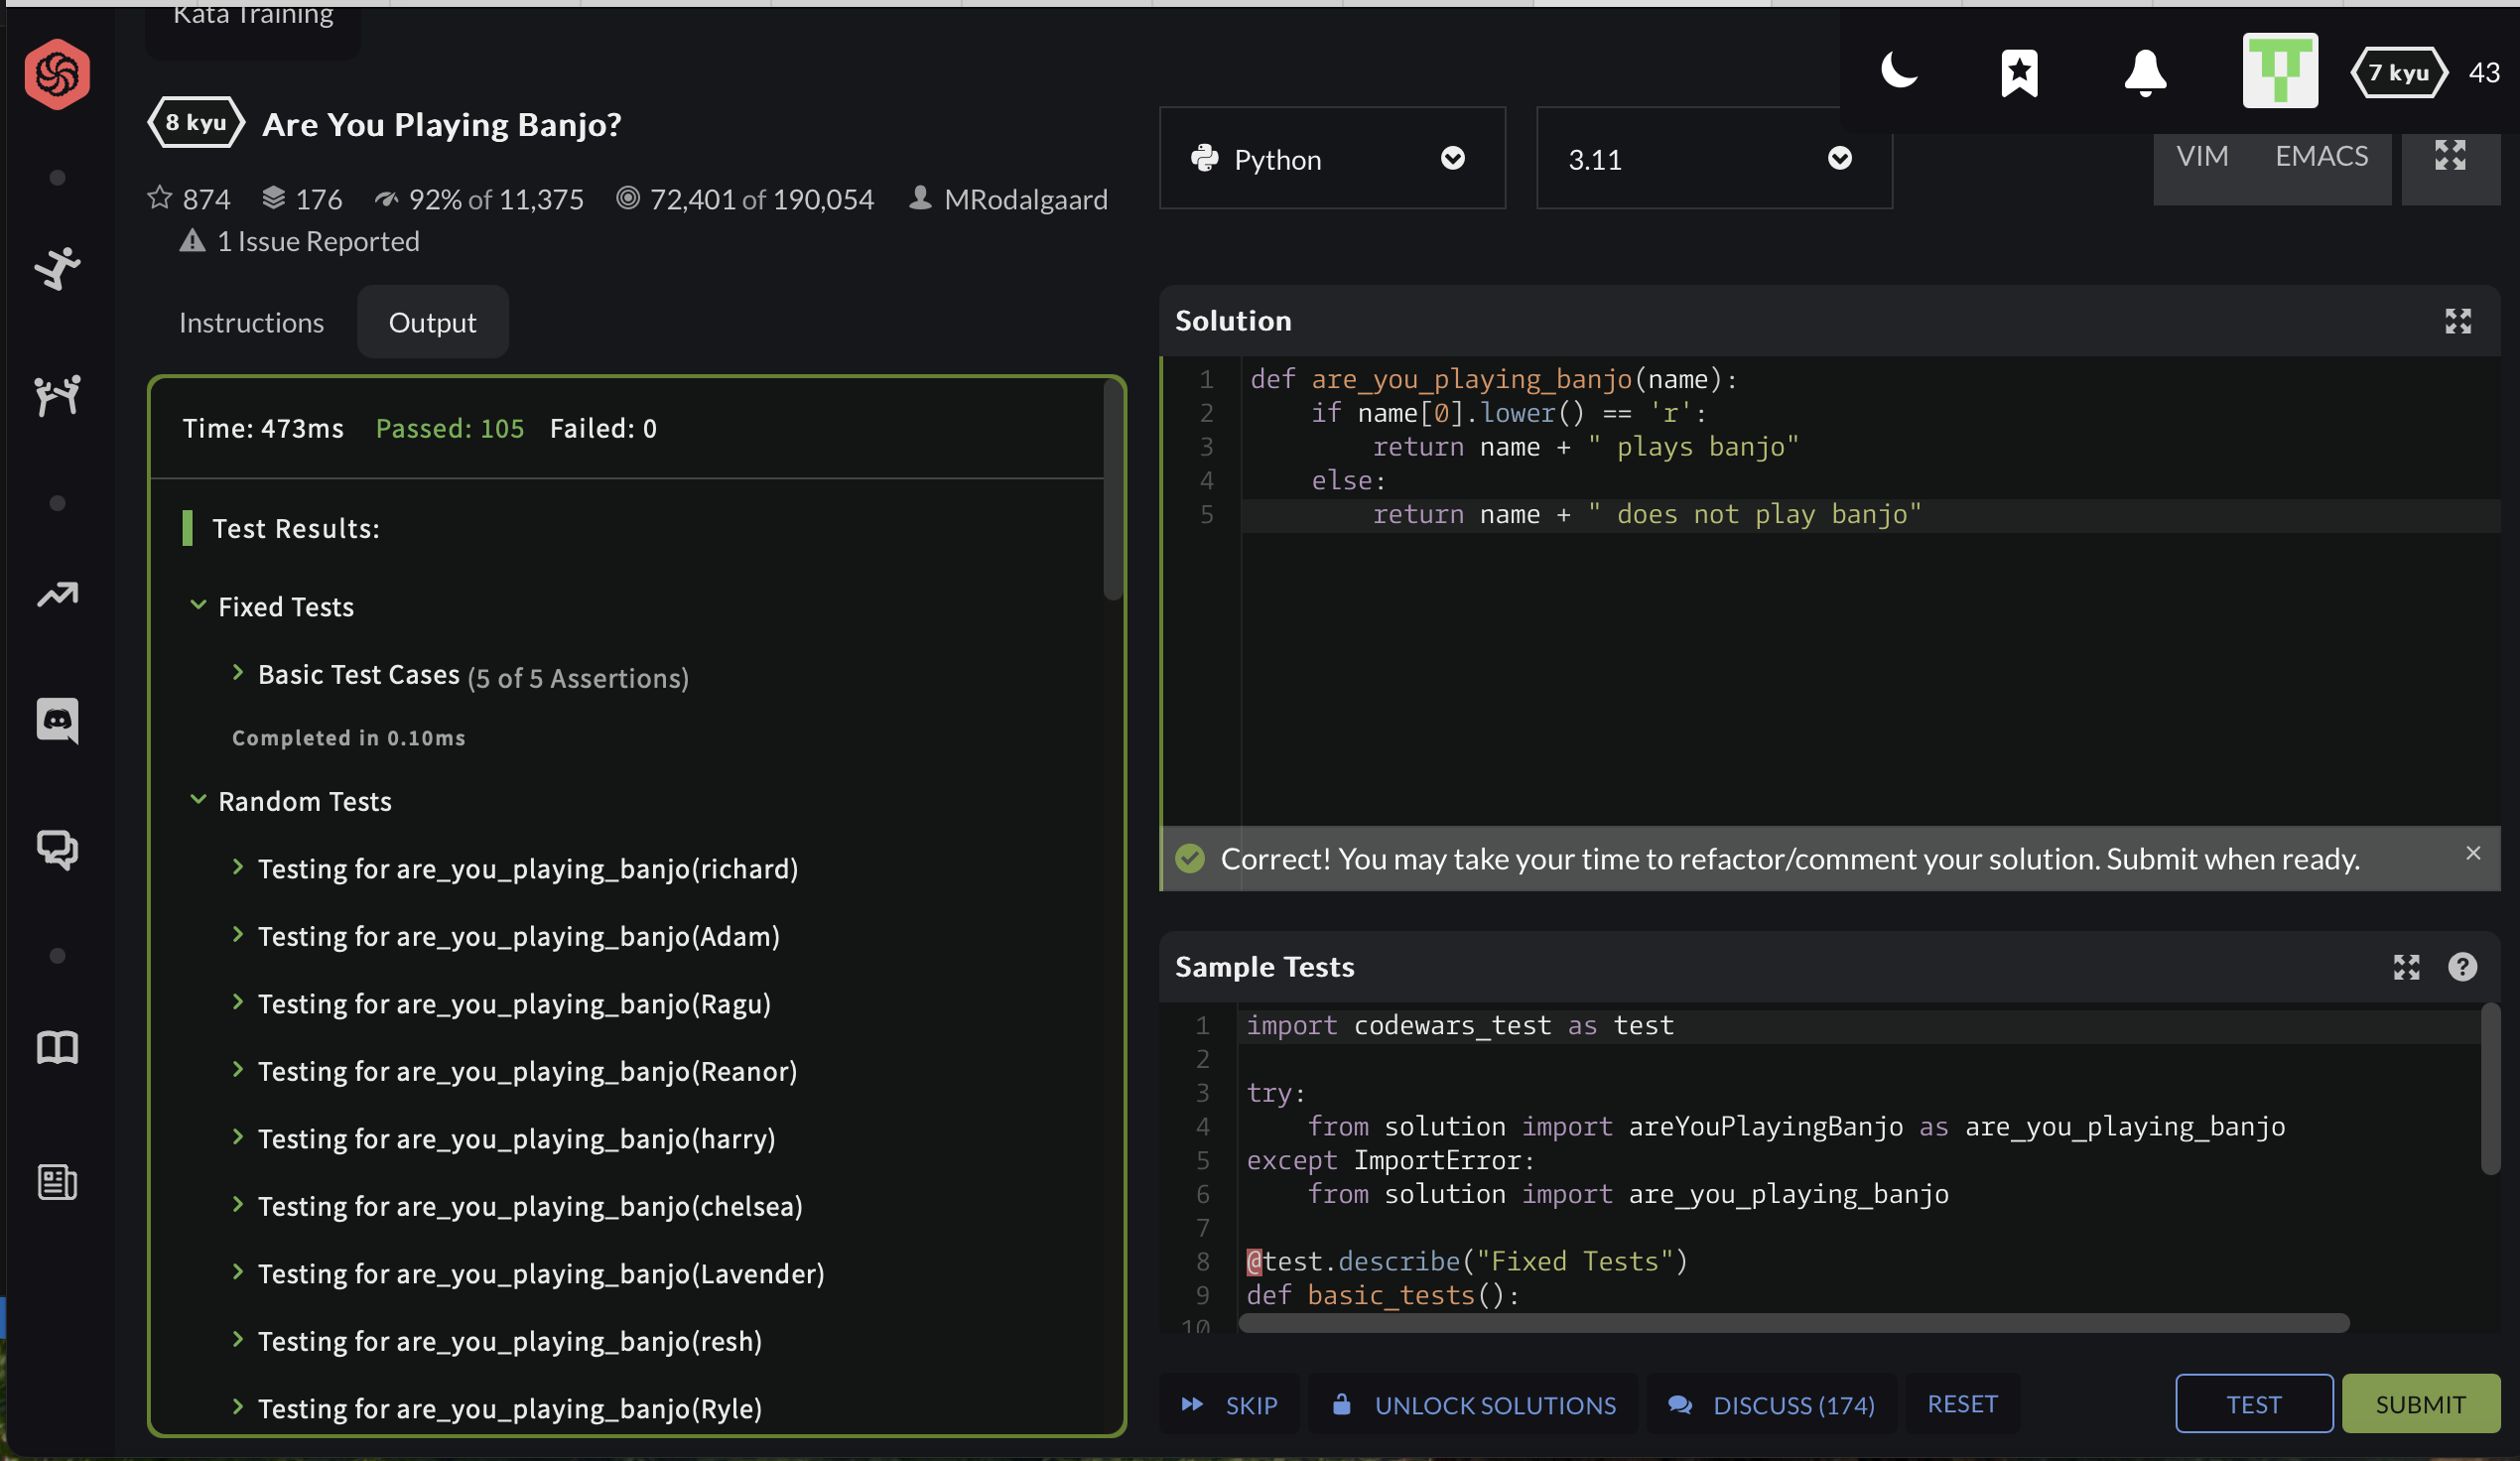 Kata Training
7 kyu 43
8 kyu Are You Playing Banjo?
874 176 92% of 11,375 72,401 of 190,054 MRodalgaard
1 Issue Reported
Python
3.11
VIM EMACS
Instructions Output
Time: 473ms Passed: 105 Failed: 0
Test Results:
Fixed Tests
Basic Test Cases (5 of 5 Assertions)
Completed in 0.10ms
Random Tests
Testing for are_you_playing_banjo(richard)
Testing for are_you_playing_banjo(Adam)
Testing for are_you_playing_banjo(Ragu)
Testing for are_you_playing_banjo(Reanor)
Testing for are_you_playing_banjo(harry)
Testing for are_you_playing_banjo(chelsea)
Testing for are_you_playing_banjo(Lavender)
Testing for are_you_playing_banjo(resh)
Testing for are_you_playing_banjo(Ryle)
Solution
1 def are_you_playing_banjo(name):
2     if name[0].lower() == 'r':
3         return name + " plays banjo"
4     else:
5         return name + " does not play banjo"
Correct! You may take your time to refactor/comment your solution. Submit when ready.
Sample Tests
1 import codewars_test as test
2
3 try:
4     from solution import areYouPlayingBanjo as are_you_playing_banjo
5 except ImportError:
6     from solution import are_you_playing_banjo
7
8 @test.describe("Fixed Tests")
9 def basic_tests():
10
SKIP UNLOCK SOLUTIONS DISCUSS (174) RESET TEST SUBMIT